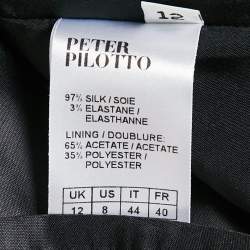 12
PETER
PILOTTO
97% SILK / SOIE
3% ELASTANE /
ELASTHANNE
LINING / DOUBLURE:
65% ACETATE / ACETATE
35% POLYESTER /
POLYESTER
UK US IT FR
12 8 44 40